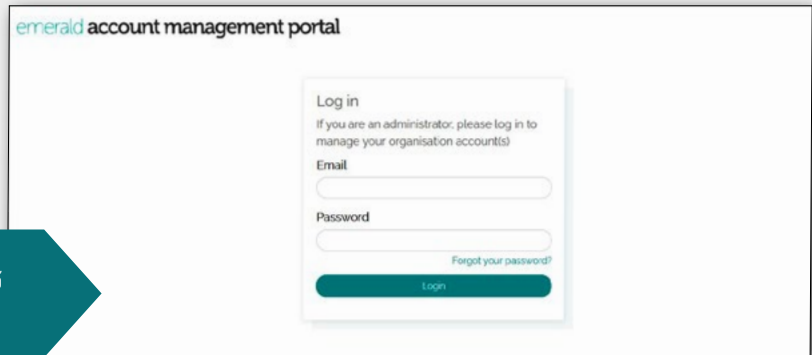 emerald account management portal
Log in
If you are an administrator, please log in to
manage your organisation account(s)
Email
Password
Forgot your password?
Login